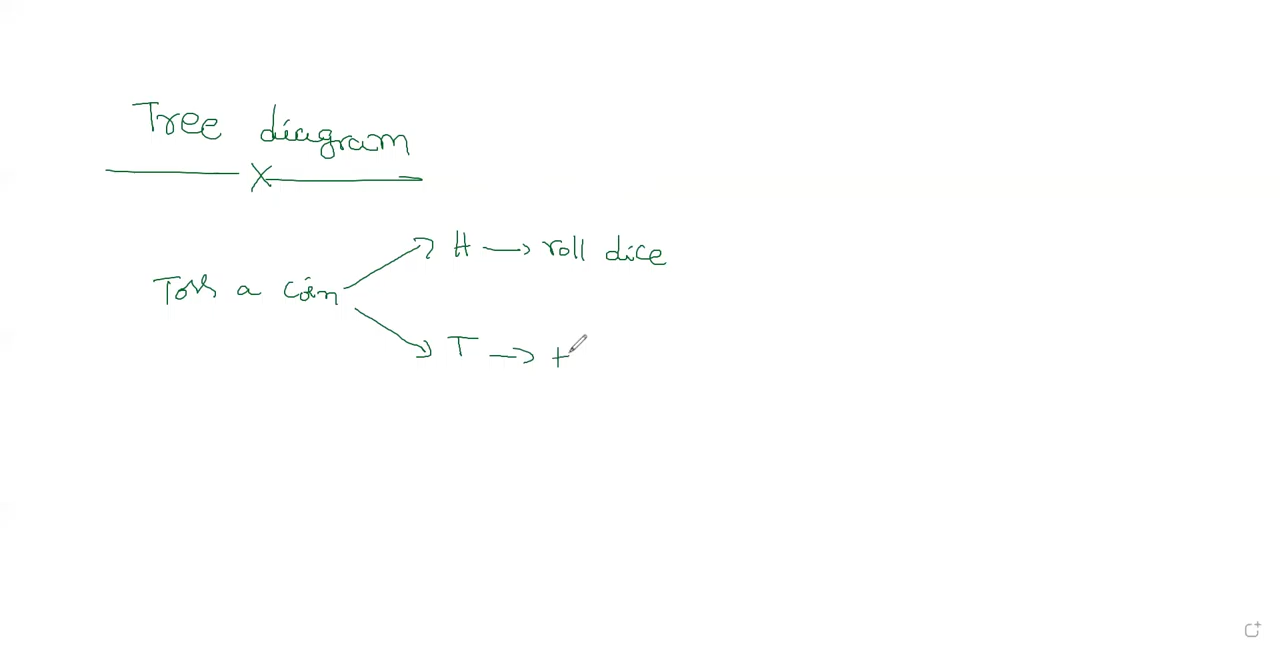 Tree diagram
H → roll dice
Toss a coin
T → t